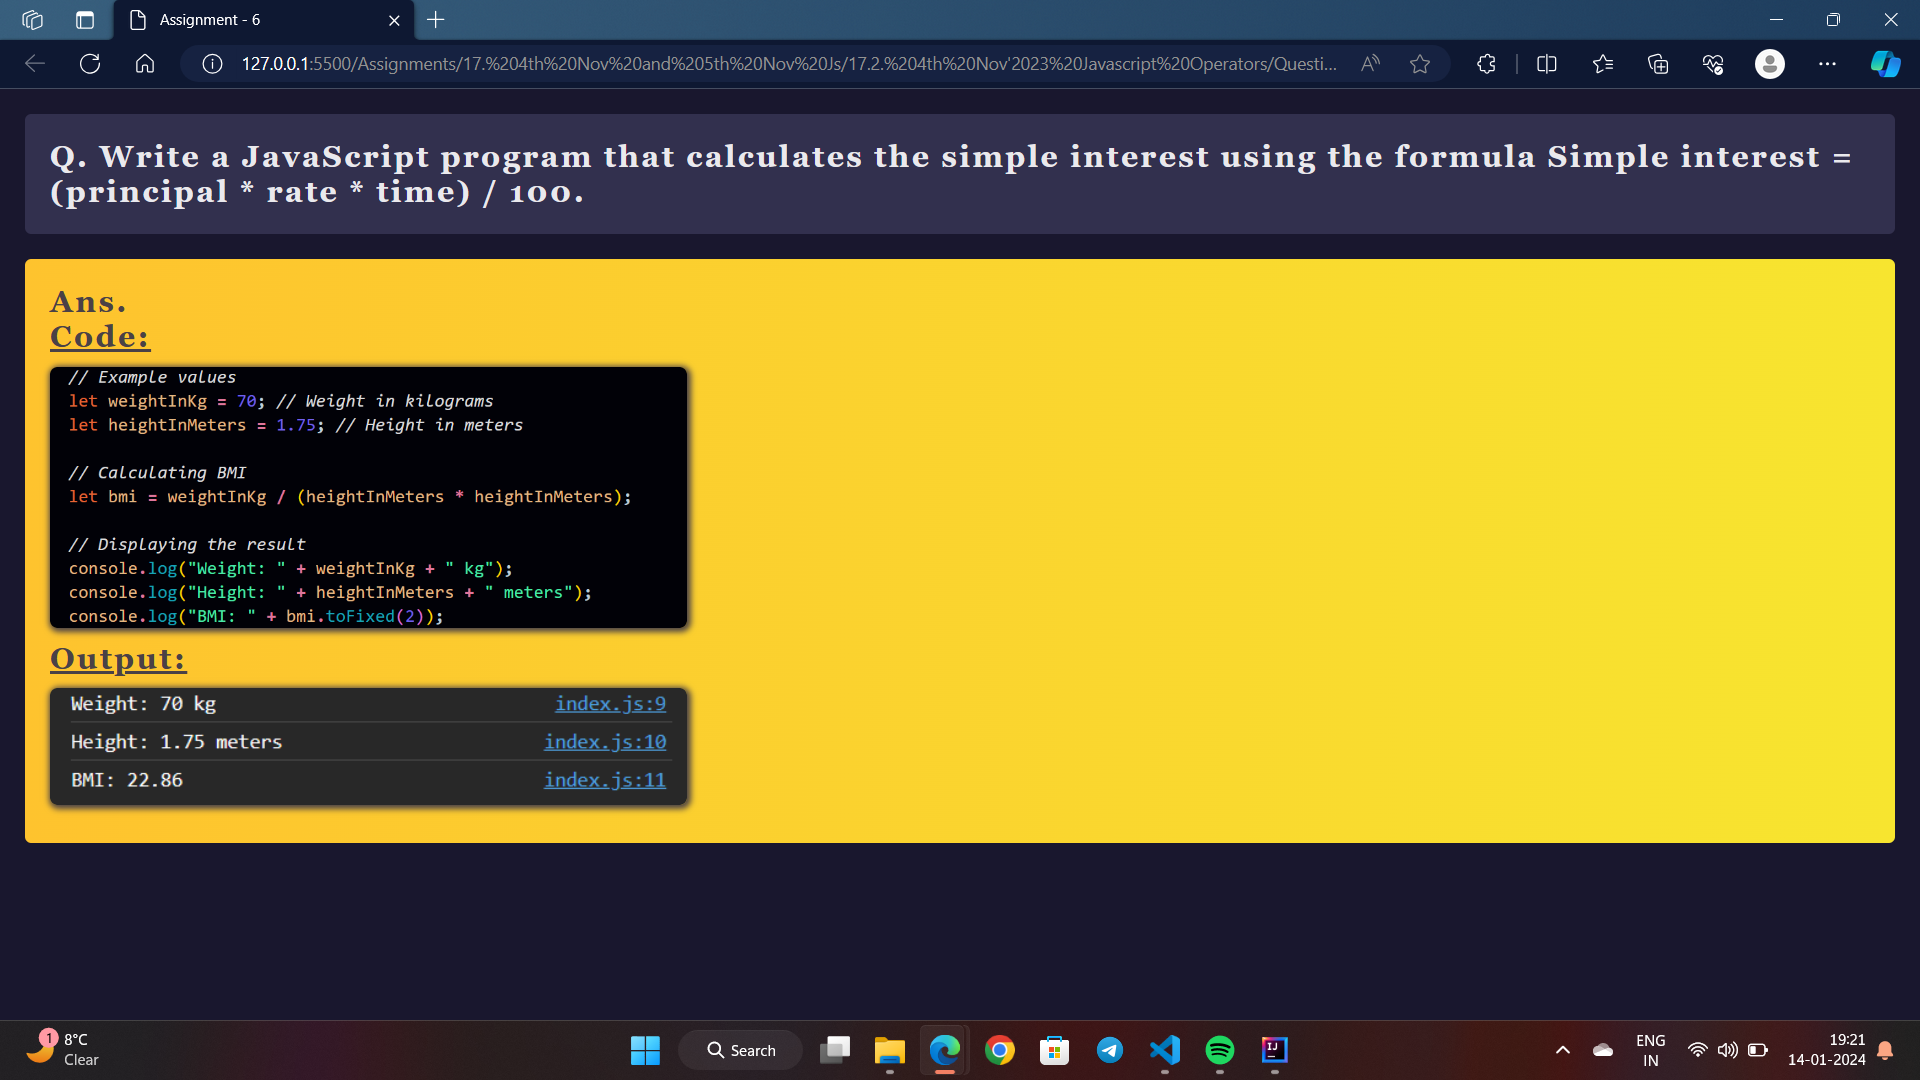 Assignment - 6
127.0.0.1:5500/Assignments/17.%204th%20Nov%20and%205th%20Nov%20Js/17.2.%204th%20Nov'2023%20Javascript%20Operators/Questi...
Q. Write a JavaScript program that calculates the simple interest using the formula Simple interest =
(principal * rate * time) / 100.
Ans.
Code:
// Example values
let weightInKg = 70; // Weight in kilograms
let heightInMeters = 1.75; // Height in meters
// Calculating BMI
let bmi = weightInKg / (heightInMeters * heightInMeters);
// Displaying the result
console.log("Weight: " + weightInKg + " kg");
console.log("Height: " + heightInMeters + " meters");
console.log("BMI: " + bmi.toFixed(2));
Output:
Weight: 70 kg index.js:9
Height: 1.75 meters index.js:10
BMI: 22.86 index.js:11
1
8°C
Clear
Search
ENG
IN
19:21
14-01-2024